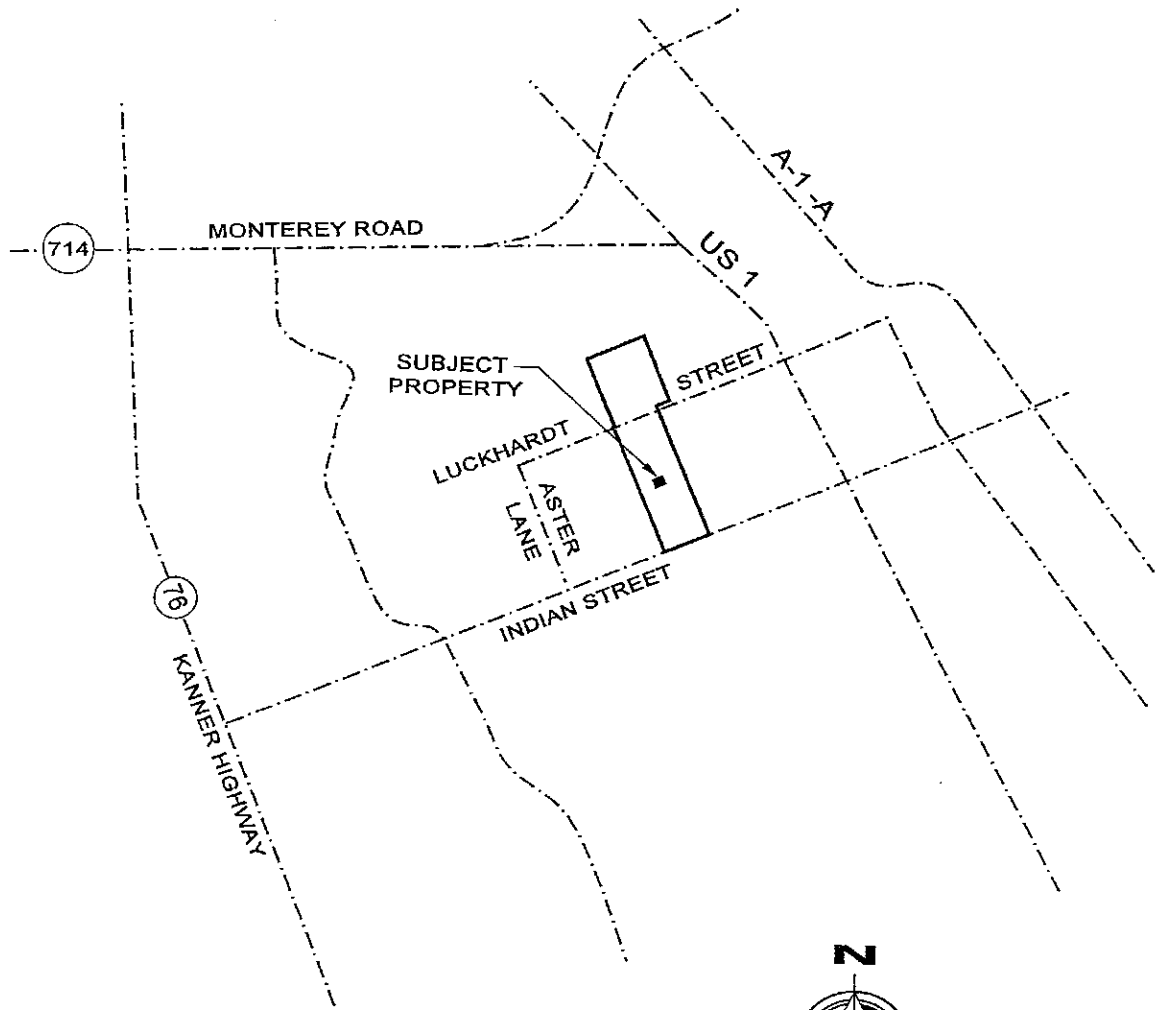 A-1-A
MONTEREY ROAD
714
US 1
SUBJECT
PROPERTY
STREET
LUCKHARDT
ASTER
LANE
INDIAN STREET
76
KANNER HIGHWAY
N